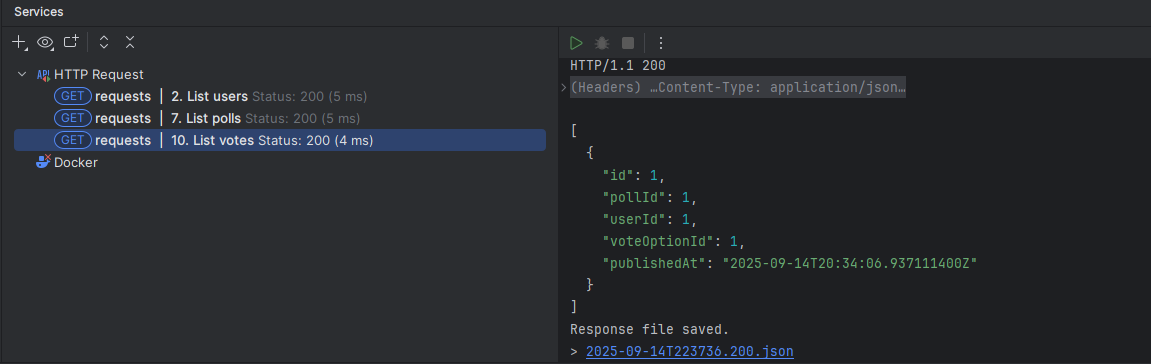 Services
API HTTP Request
GET requests | 2. List users Status: 200 (5 ms)
GET requests | 7. List polls Status: 200 (5 ms)
GET requests | 10. List votes Status: 200 (4 ms)
Docker
HTTP/1.1 200
(Headers) …Content-Type: application/json…
[
{
"id": 1,
"pollId": 1,
"userId": 1,
"voteOptionId": 1,
"publishedAt": "2025-09-14T20:34:06.937111400Z"
}
]
Response file saved.
> 2025-09-14T223736.200.json